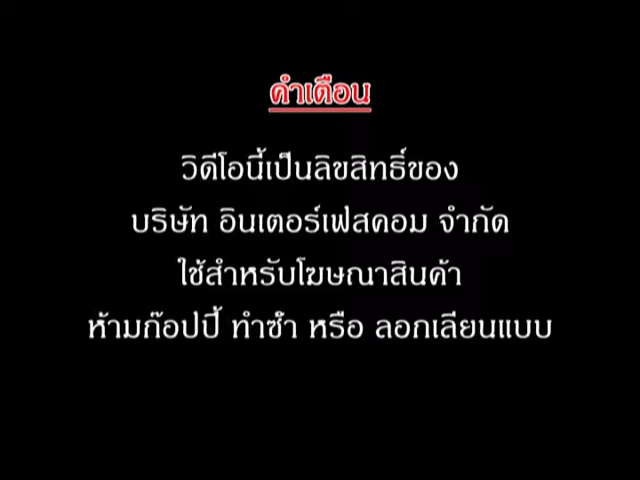 คำเตือน
วิดีโอนี้เป็นลิขสิทธิ์ของ
บริษัท อินเตอร์เฟสคอม จำกัด
ใช้สำหรับโฆษณาสินค้า
ห้ามก๊อปปี้ ทำซ้ำ หรือ ลอกเลียนแบบ